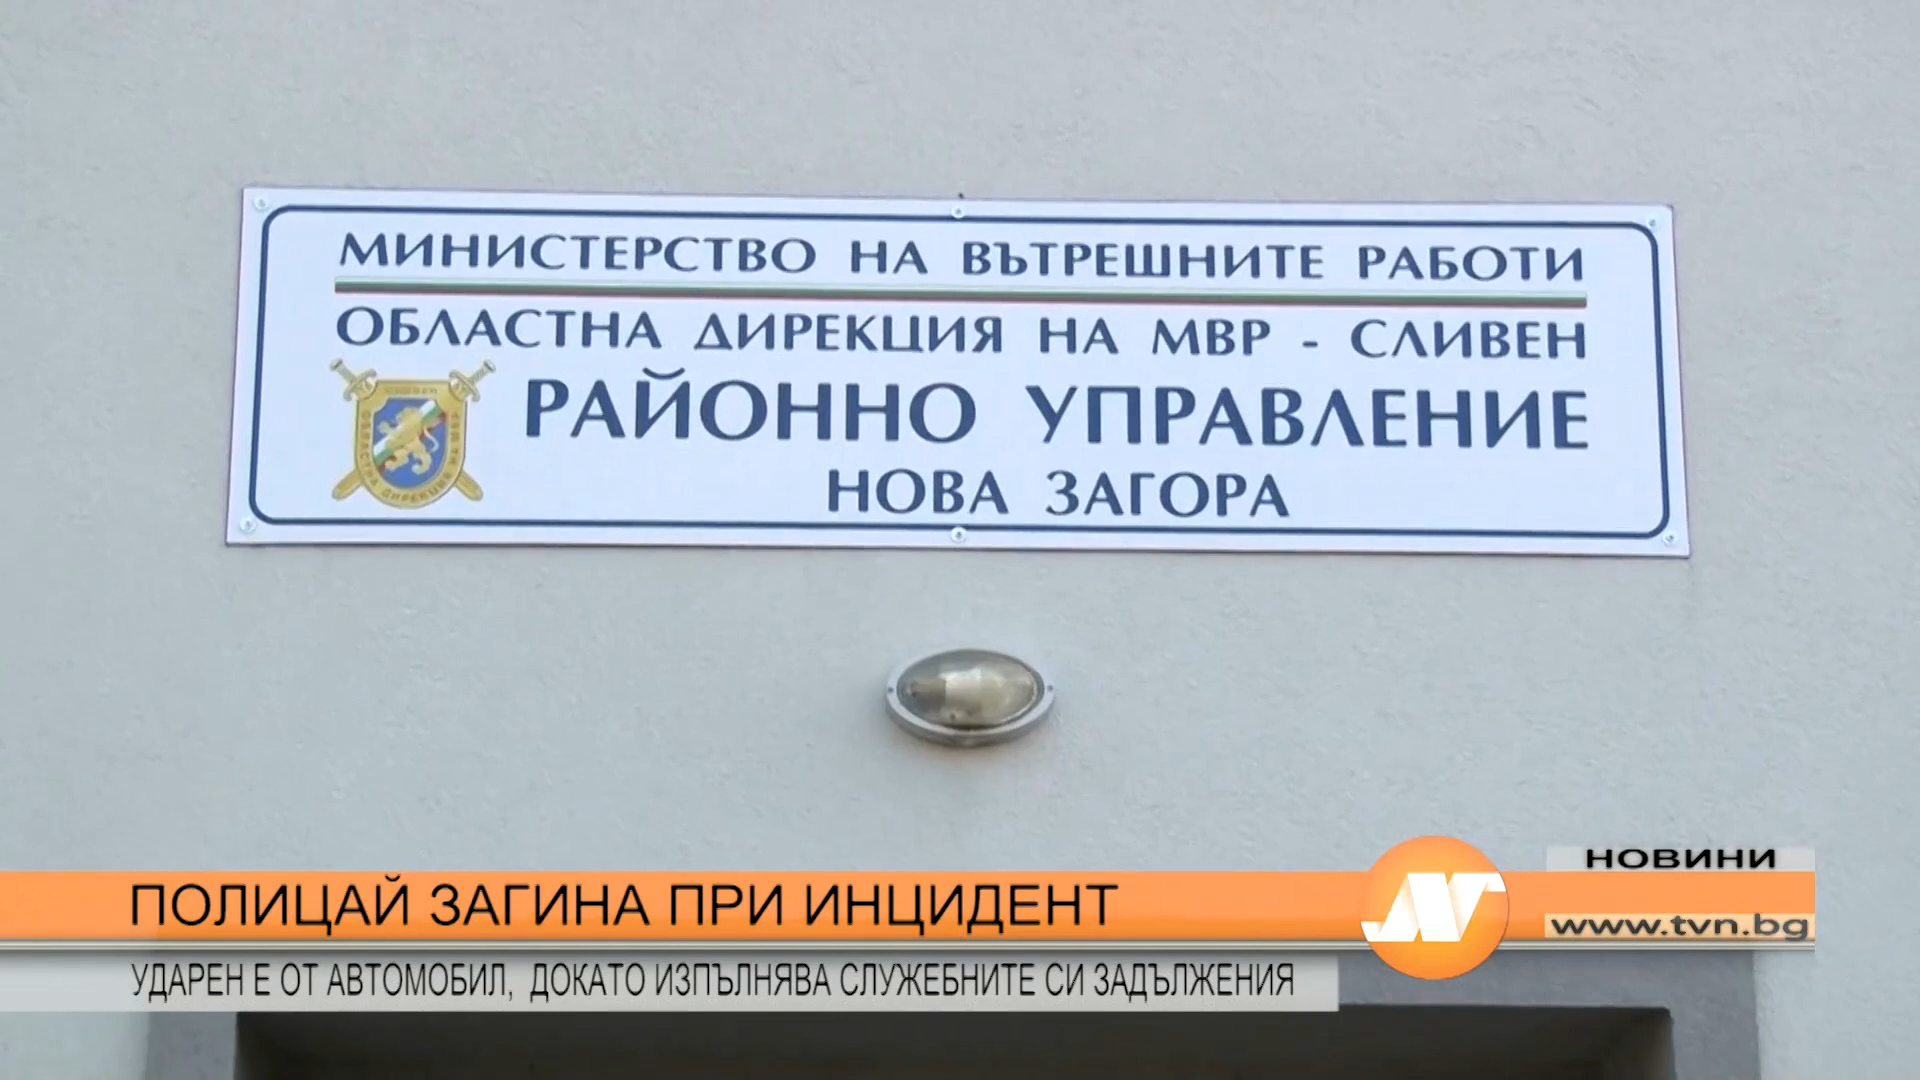 МИНИСТЕРСТВО НА ВЪТРЕШНИТЕ РАБОТИ
ОБЛАСТНА ДИРЕКЦИЯ НА МВР - СЛИВЕН
РАЙОННО УПРАВЛЕНИЕ
НОВА ЗАГОРА
НОВИНИ
ПОЛИЦАЙ ЗАГИНА ПРИ ИНЦИДЕНТ
www.tvn.bg
УДАРЕН Е ОТ АВТОМОБИЛ, ДОКАТО ИЗПЪЛНЯВА СЛУЖЕБНИТЕ СИ ЗАДЪЛЖЕНИЯ